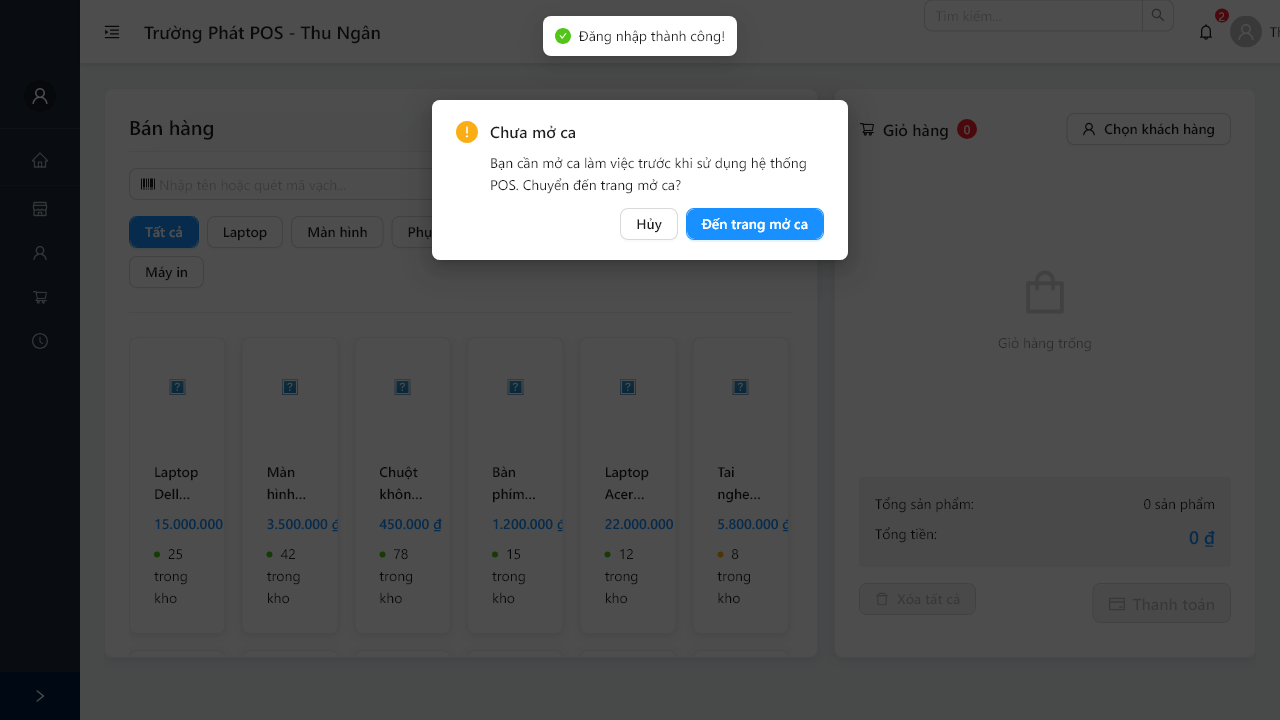 Trường Phát POS - Thu Ngân
Đăng nhập thành công!
Tìm kiếm...
2
Th
Bán hàng
Nhập tên hoặc quét mã vạch...
Tất cả
Laptop
Màn hình
Phụ
Máy in
Chưa mở ca
Bạn cần mở ca làm việc trước khi sử dụng hệ thống
POS. Chuyển đến trang mở ca?
Hủy
Đến trang mở ca
Laptop
Dell...
15.000.000
25
trong
kho
Màn
hình...
3.500.000 ₫
42
trong
kho
Chuột
khôn...
450.000 ₫
78
trong
kho
Bàn
phím...
1.200.000 ₫
15
trong
kho
Laptop
Acer...
22.000.000
12
trong
kho
Tai
nghe...
5.800.000 ₫
8
trong
kho
Giỏ hàng 0
Chọn khách hàng
Giỏ hàng trống
Tổng sản phẩm: 0 sản phẩm
Tổng tiền: 0 ₫
Xóa tất cả
Thanh toán